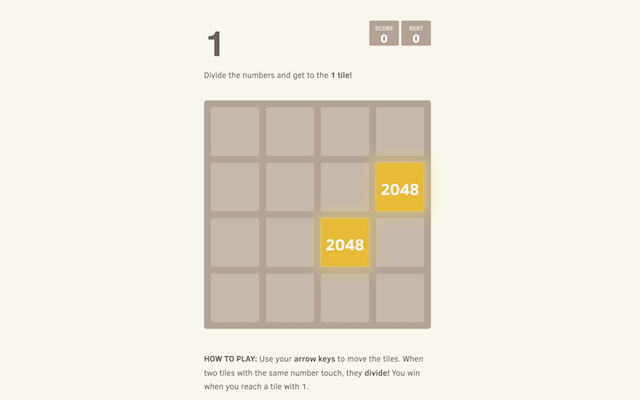 1
SCORE
0
BEST
0
Divide the numbers and get to the 1 tile!
2048
2048
HOW TO PLAY: Use your arrow keys to move the tiles. When
two tiles with the same number touch, they divide! You win
when you reach a tile with 1.